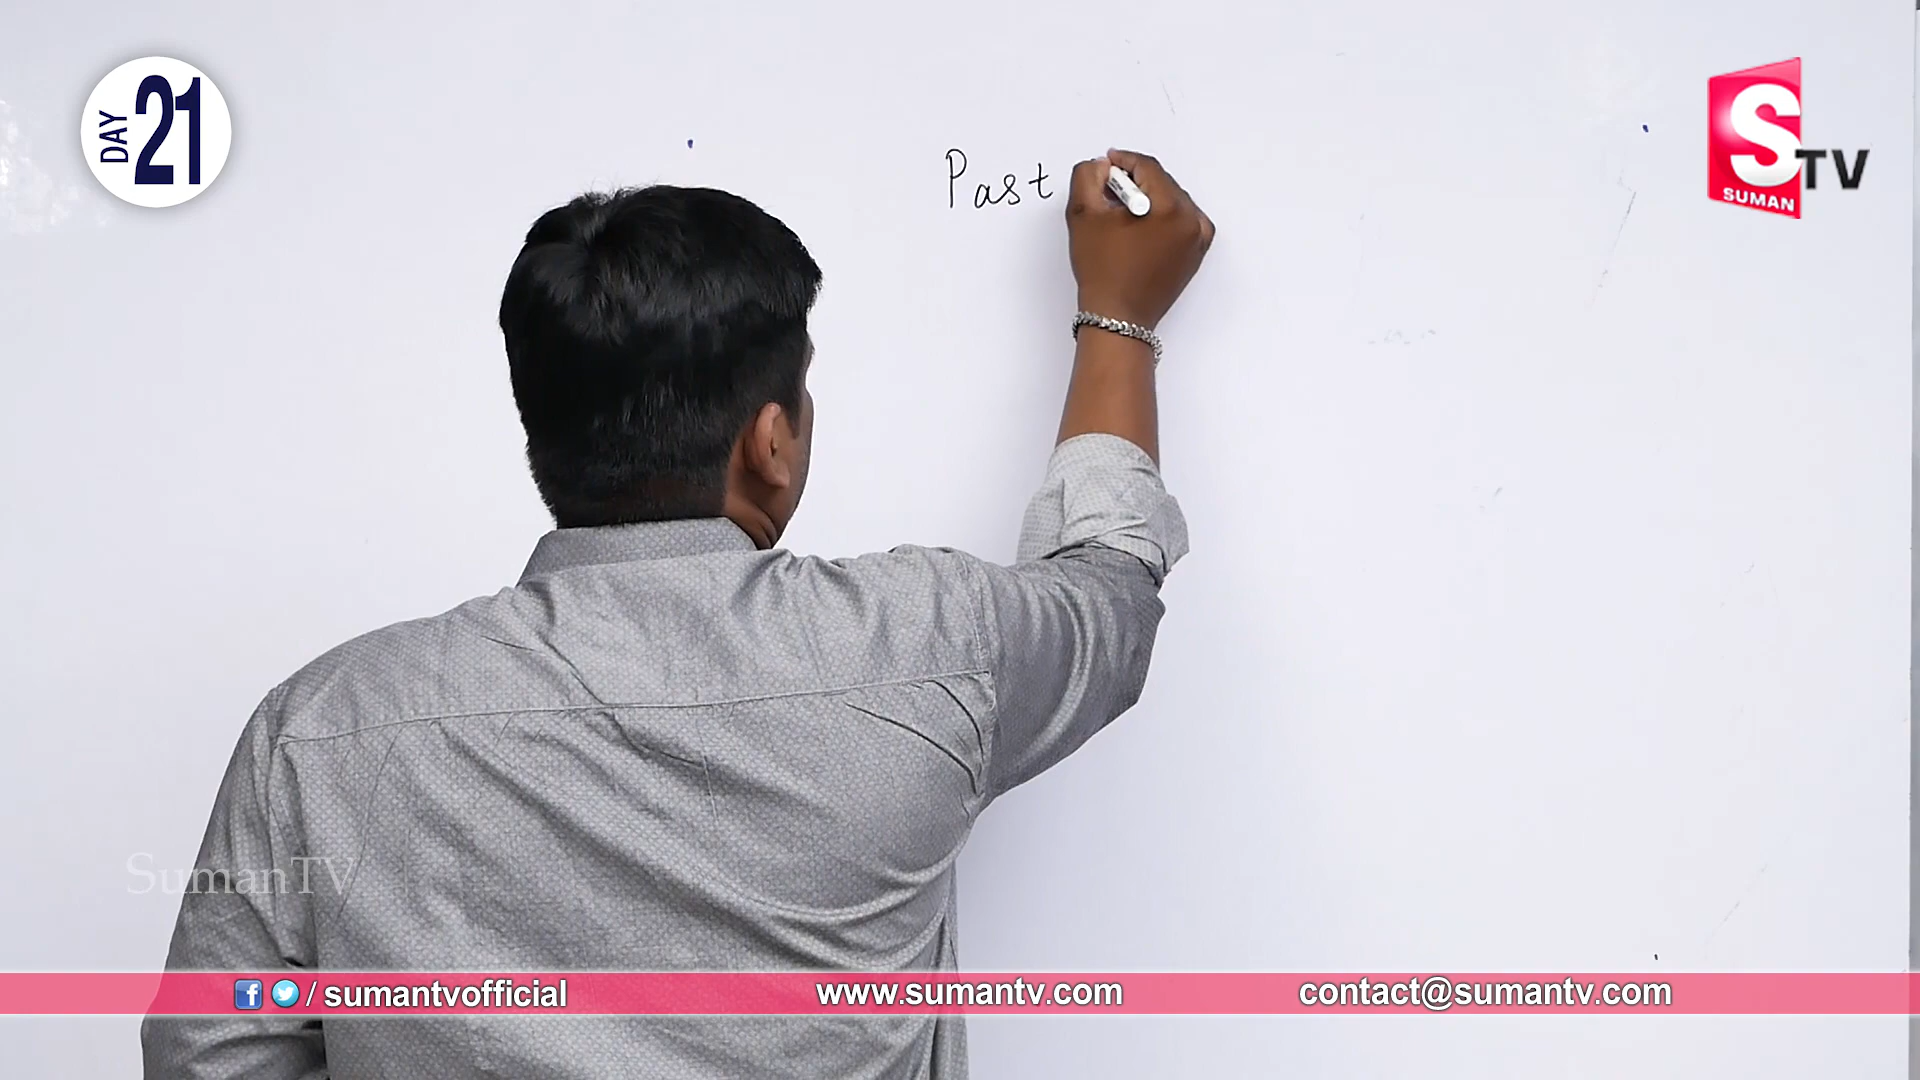 DAY 21
Past
S TV
SUMAN
SumanTV
/ sumantvofficial
www.sumantv.com
contact@sumantv.com